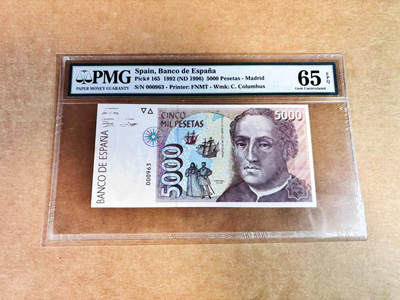 PMG
PAPER MONEY GUARANTY
Spain, Banco de España
Pick# 165 1992 (ND 1996) 5000 Pesetas - Madrid
S/N 000963 - Printer: FNMT - Wmk: C. Columbus
65 EPQ
Gem Uncirculated
BANCO DE ESPAÑA
000963
CINCO
MIL PESETAS
5000
5000